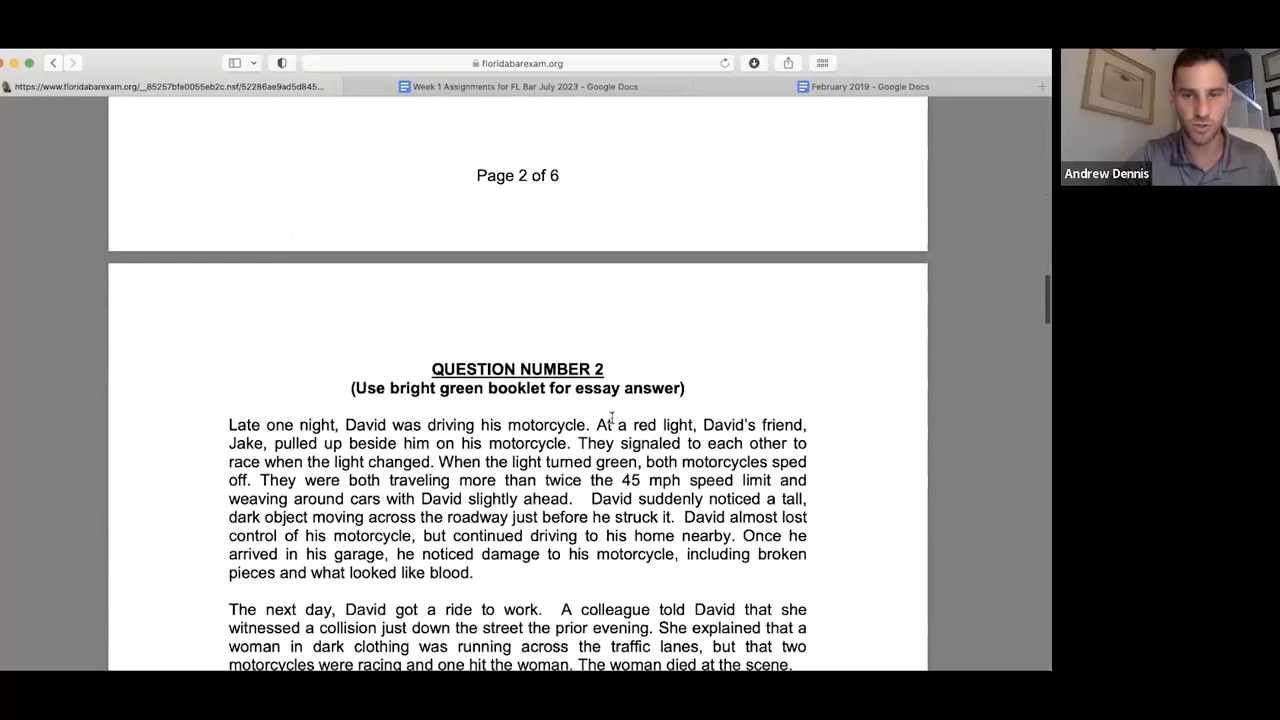 floridabarexam.org
https://www.floridabarexam.org/__85257bfe0055eb2c.nsf/52286ae9ad5d845...
Week 1 Assignments for FL Bar July 2023 - Google Docs
February 2019 - Google Docs
Andrew Dennis
Page 2 of 6
QUESTION NUMBER 2
(Use bright green booklet for essay answer)
Late one night, David was driving his motorcycle. At a red light, David's friend,
Jake, pulled up beside him on his motorcycle. They signaled to each other to
race when the light changed. When the light turned green, both motorcycles sped
off. They were both traveling more than twice the 45 mph speed limit and
weaving around cars with David slightly ahead. David suddenly noticed a tall,
dark object moving across the roadway just before he struck it. David almost lost
control of his motorcycle, but continued driving to his home nearby. Once he
arrived in his garage, he noticed damage to his motorcycle, including broken
pieces and what looked like blood.
The next day, David got a ride to work. A colleague told David that she
witnessed a collision just down the street the prior evening. She explained that a
woman in dark clothing was running across the traffic lanes, but that two
motorcycles were racing and one hit the woman. The woman died at the scene.